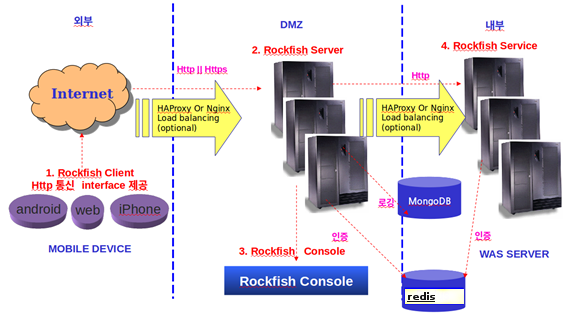 외부
DMZ
내부
2. Rockfish Server
4. Rockfish Service
Http || Https
Http
Internet
HAProxy Or Nginx
Load balancing
(optional)
HAProxy Or Nginx
Load balancing
(optional)
1. Rockfish Client
Http 통신 interface 제공
android
web
iPhone
MongoDB
로깅
인증
인증
MOBILE DEVICE
3. Rockfish Console
WAS SERVER
Rockfish Console
redis